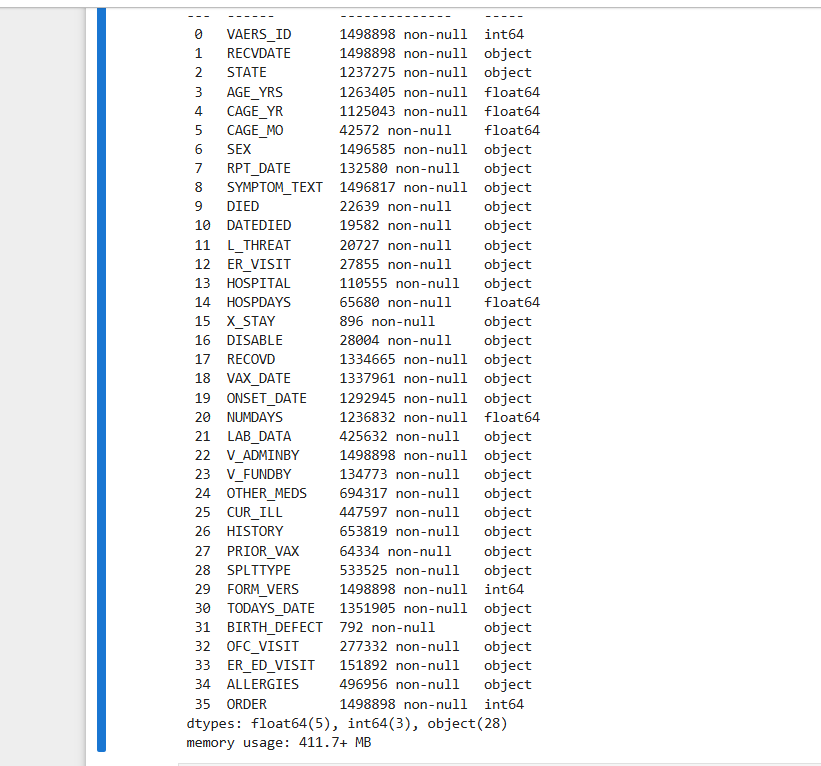 ---  ------        --------------    -----
 0   VAERS_ID      1498898 non-null  int64
 1   RECVDATE      1498898 non-null  object
 2   STATE         1237275 non-null  object
 3   AGE_YRS       1263405 non-null  float64
 4   CAGE_YR       1125043 non-null  float64
 5   CAGE_MO       42572 non-null    float64
 6   SEX           1496585 non-null  object
 7   RPT_DATE      132580 non-null   object
 8   SYMPTOM_TEXT  1496817 non-null  object
 9   DIED          22639 non-null    object
 10  DATEDIED      19582 non-null    object
 11  L_THREAT      20727 non-null    object
 12  ER_VISIT      27855 non-null    object
 13  HOSPITAL      110555 non-null   object
 14  HOSPDAYS      65680 non-null    float64
 15  X_STAY        896 non-null      object
 16  DISABLE       28004 non-null    object
 17  RECOVD        1334665 non-null  object
 18  VAX_DATE      1337961 non-null  object
 19  ONSET_DATE    1292945 non-null  object
 20  NUMDAYS       1236832 non-null  float64
 21  LAB_DATA      425632 non-null   object
 22  V_ADMINBY     1498898 non-null  object
 23  V_FUNDBY      134773 non-null   object
 24  OTHER_MEDS    694317 non-null   object
 25  CUR_ILL       447597 non-null   object
 26  HISTORY       653819 non-null   object
 27  PRIOR_VAX     64334 non-null    object
 28  SPLTTYPE      533525 non-null   object
 29  FORM_VERS     1498898 non-null  int64
 30  TODAYS_DATE   1351905 non-null  object
 31  BIRTH_DEFECT  792 non-null      object
 32  OFC_VISIT     277332 non-null   object
 33  ER_ED_VISIT   151892 non-null   object
 34  ALLERGIES     496956 non-null   object
 35  ORDER         1498898 non-null  int64
dtypes: float64(5), int64(3), object(28)
memory usage: 411.7+ MB